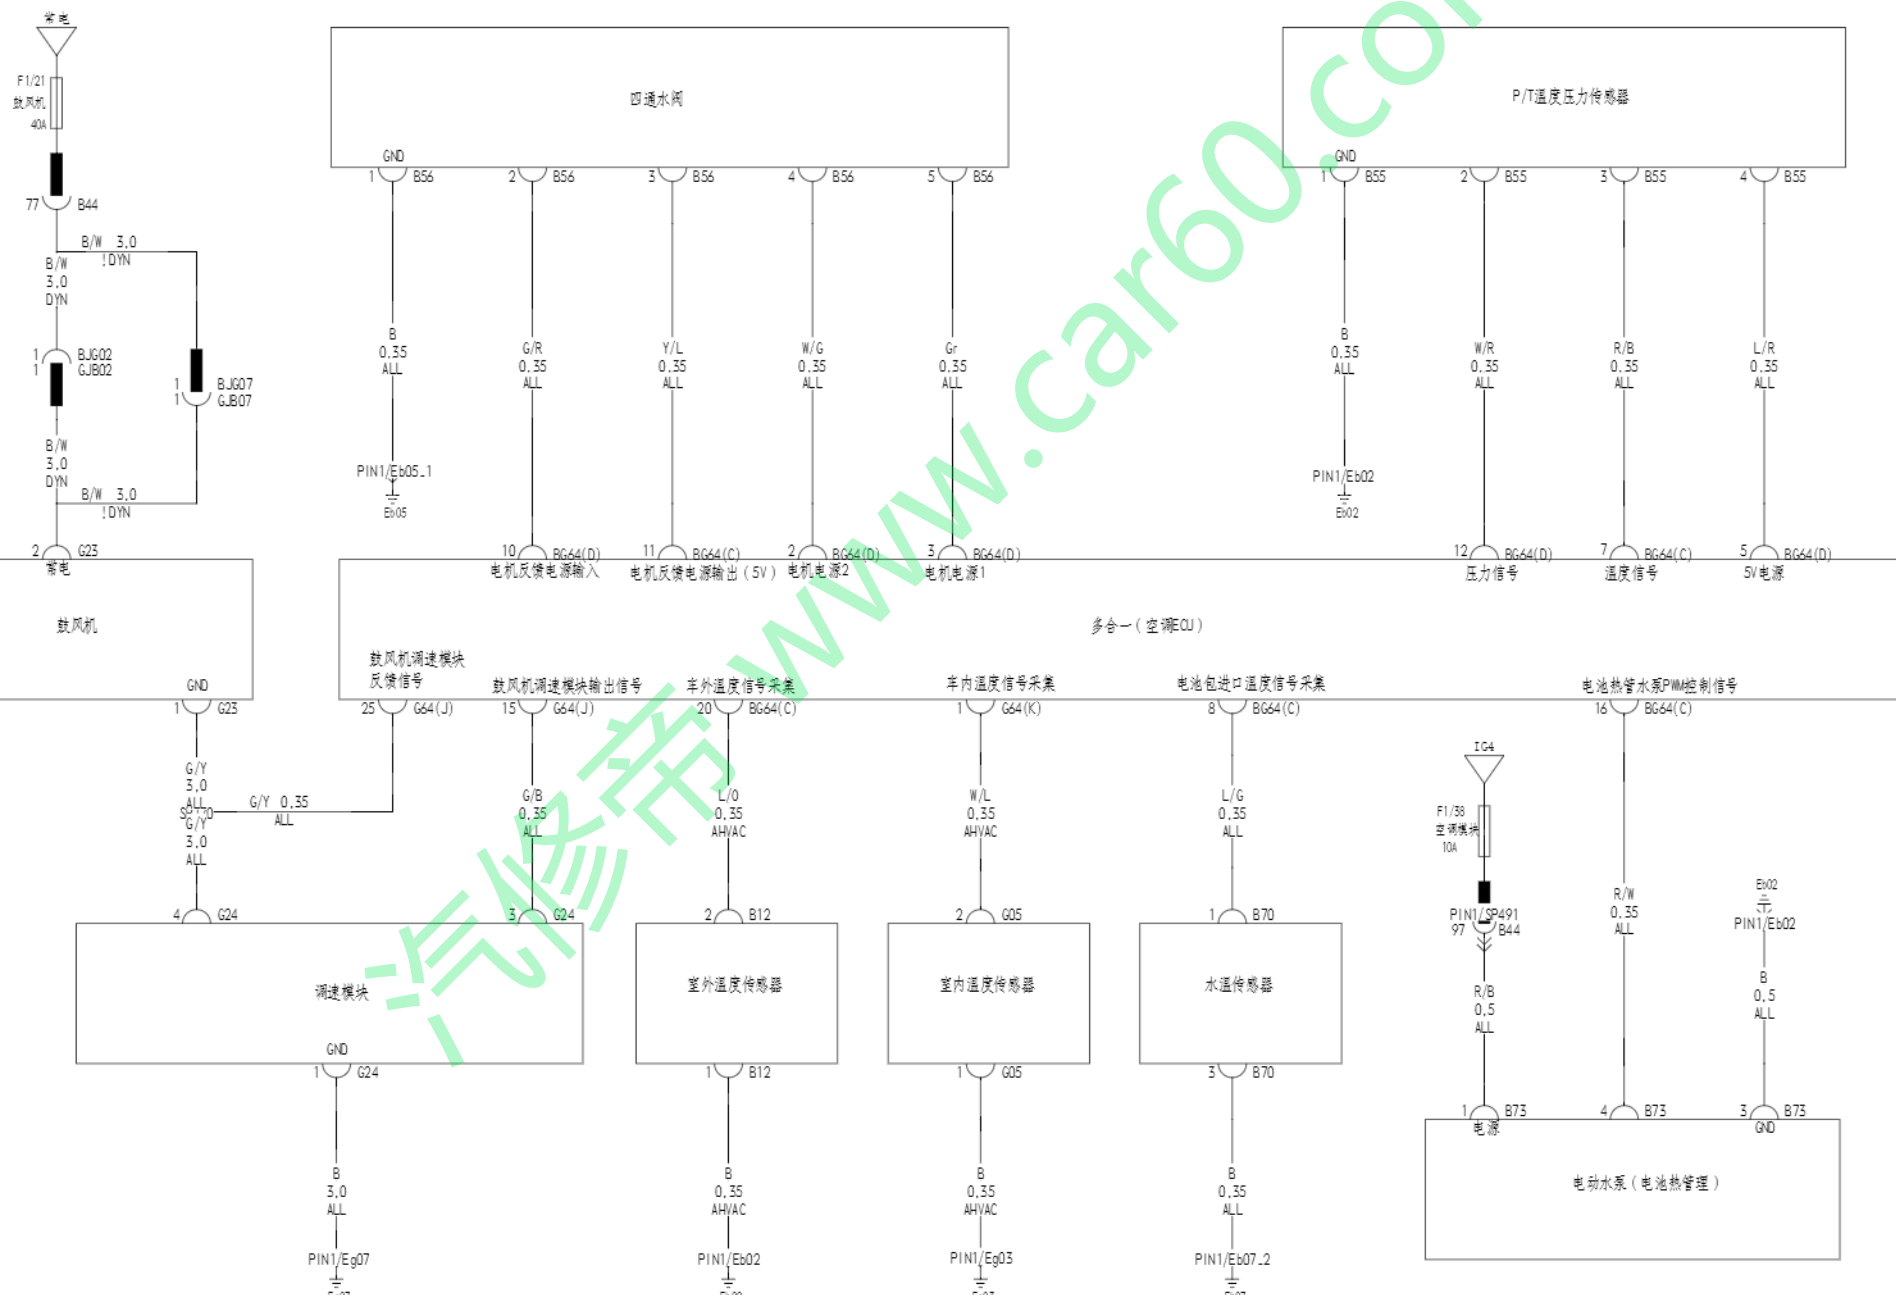 常电
F1/21
鼓风机
40A
77 B44
B/W 3.0
!DYN
B/W
3.0
DYN
1 BJG02
1 GJB02
1 BJG07
1 GJB07
B/W
3.0
DYN
B/W 3.0
!DYN
2 G23
常电
鼓风机
GND
1 G23
四通水阀
GND
1 B56
2 B56
3 B56
4 B56
5 B56
B
0.35
ALL
G/R
0.35
ALL
Y/L
0.35
ALL
W/G
0.35
ALL
Gr
0.35
ALL
PIN1/Eb05_1
Eb05
P/T温度压力传感器
GND
1 B55
2 B55
3 B55
4 B55
B
0.35
ALL
W/R
0.35
ALL
R/B
0.35
ALL
L/R
0.35
ALL
PIN1/Eb02
Eb02
10 BG64(D)
电机反馈电源输入
11 BG64(C)
电机反馈电源输出(5V)
2 BG64(D)
电机电源2
3 BG64(D)
电机电源1
12 BG64(D)
压力信号
7 BG64(C)
温度信号
5 BG64(D)
5V电源
多合一(空调ECU)
鼓风机调速模块
反馈信号
25 G64(J)
鼓风机调速模块输出信号
15 G64(J)
车外温度信号采集
20 BG64(C)
车内温度信号采集
1 G64(K)
电池包进口温度信号采集
8 BG64(C)
电池热管水泵PWM控制信号
16 BG64(C)
G/Y
3.0
ALL
G/Y 0.35
ALL
G/Y
3.0
ALL
G/B
0.35
ALL
L/O
0.35
AHVAC
W/L
0.35
AHVAC
L/G
0.35
ALL
IG4
F1/38
空调模块
10A
PIN1/SP491
97 B44
R/B
0.5
ALL
R/W
0.35
ALL
Eb02
PIN1/Eb02
B
0.5
ALL
4 G24
3 G24
调速模块
GND
1 G24
2 B12
室外温度传感器
1 B12
2 G05
室内温度传感器
1 G05
1 B70
水温传感器
3 B70
1 B73
电源
4 B73
3 B73
GND
电动水泵(电池热管理)
B
3.0
ALL
PIN1/Eg07
B
0.35
AHVAC
PIN1/Eb02
B
0.35
AHVAC
PIN1/Eg03
B
0.35
ALL
PIN1/Eb07_2
汽修帝 www.car60.co